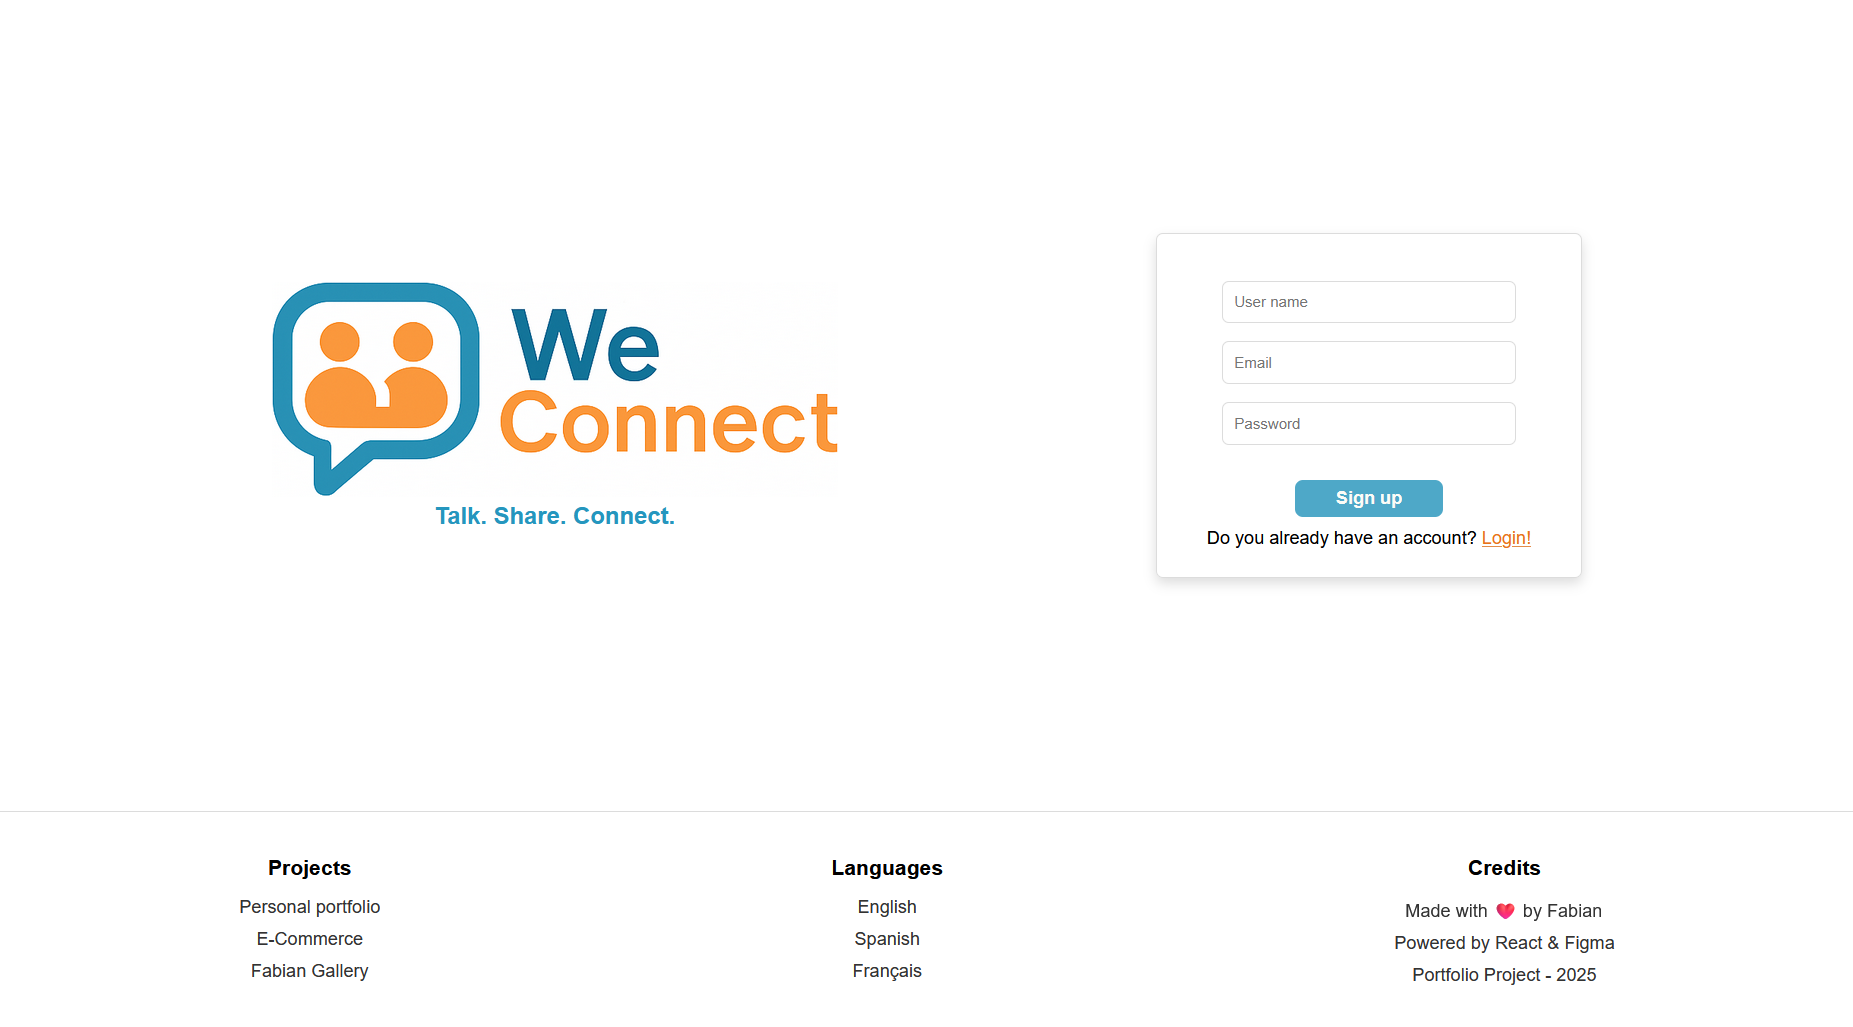 We
Connect
Talk. Share. Connect.
User name
Email
Password
Sign up
Do you already have an account? Login!
Projects
Personal portfolio
E-Commerce
Fabian Gallery
Languages
English
Spanish
Français
Credits
Made with ❤️ by Fabian
Powered by React & Figma
Portfolio Project - 2025